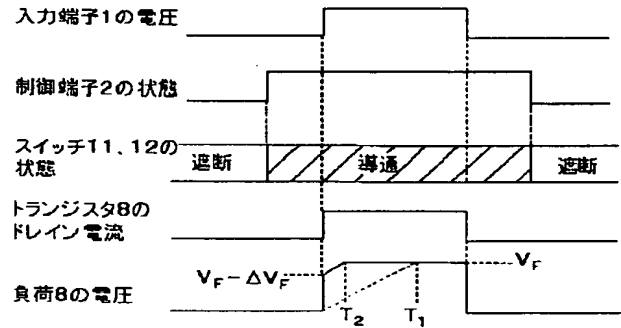 入力端子1の電圧
制御端子2の状態
スイッチ11、12の
状態
遮断
導通
遮断
トランジスタ8の
ドレイン電流
V_F−ΔV_F
V_F
負荷8の電圧
T_2
T_1